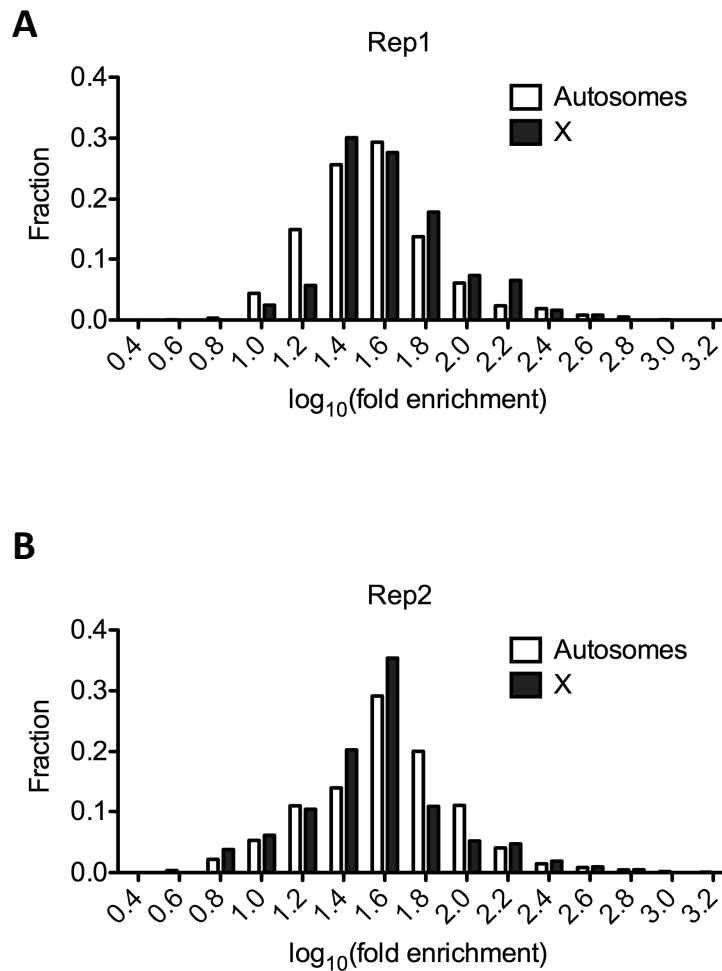 A
Rep1
0.4
0.3
0.2
0.1
0.0
Fraction
Autosomes
X
0.4 0.6 0.8 1.0 1.2 1.4 1.6 1.8 2.0 2.2 2.4 2.6 2.8 3.0 3.2
log10(fold enrichment)
B
Rep2
0.4
0.3
0.2
0.1
0.0
Fraction
Autosomes
X
0.4 0.6 0.8 1.0 1.2 1.4 1.6 1.8 2.0 2.2 2.4 2.6 2.8 3.0 3.2
log10(fold enrichment)